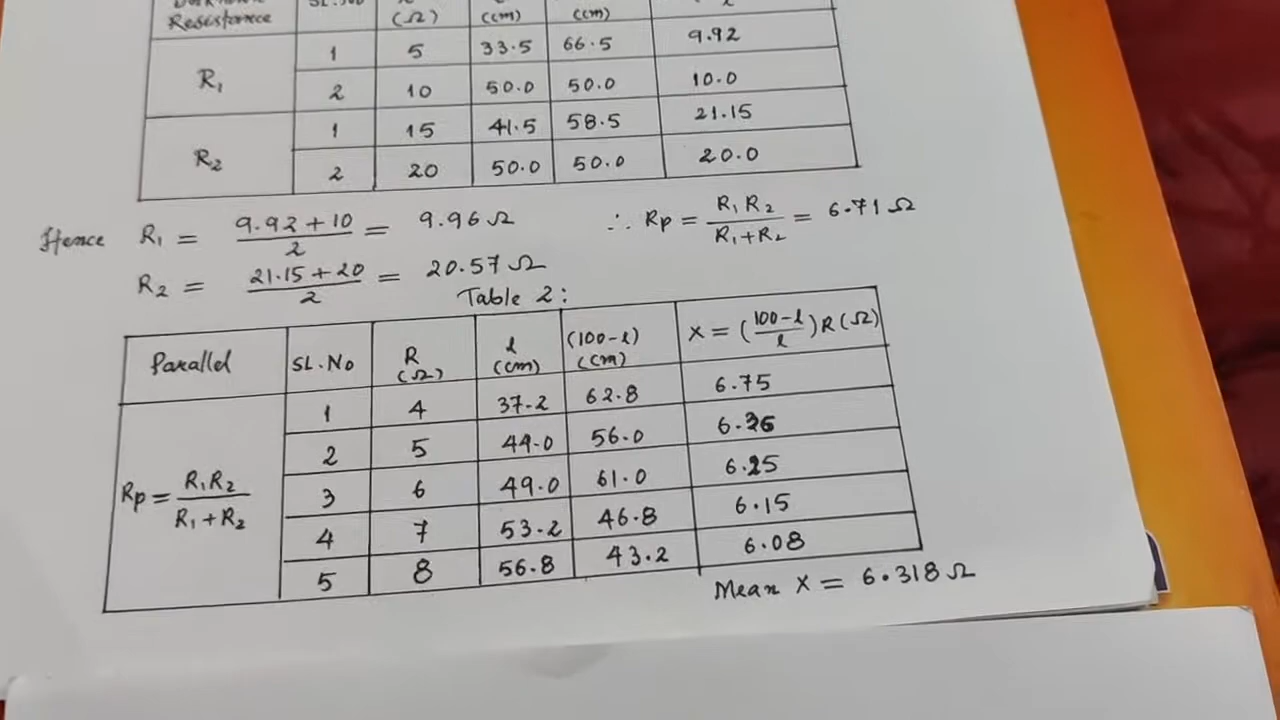 Resistance (Ω) (cm) (cm)
R₁ 1 5 33.5 66.5 9.92
2 10 50.0 50.0 10.0
R₂ 1 15 41.5 58.5 21.15
2 20 50.0 50.0 20.0
Hence R₁ = (9.92 + 10)/2 = 9.96 Ω ∴ Rp = R₁R₂/(R₁+R₂) = 6.71 Ω
R₂ = (21.15 + 20)/2 = 20.57 Ω
Table 2:
Parallel SL.No R (Ω) l (cm) (100-l) (cm) X = ((100-l)/l) R (Ω)
1 4 37.2 62.8 6.75
2 5 44.0 56.0 6.36
Rp = R₁R₂/(R₁+R₂) 3 6 49.0 61.0 6.25
4 7 53.2 46.8 6.15
5 8 56.8 43.2 6.08
Mean X = 6.318 Ω